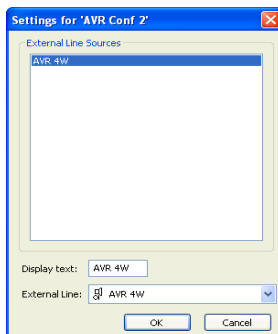 Settings for 'AVR Conf 2'
External Line Sources
AVR 4W
Display text: AVR 4W
External Line: AVR 4W
OK Cancel